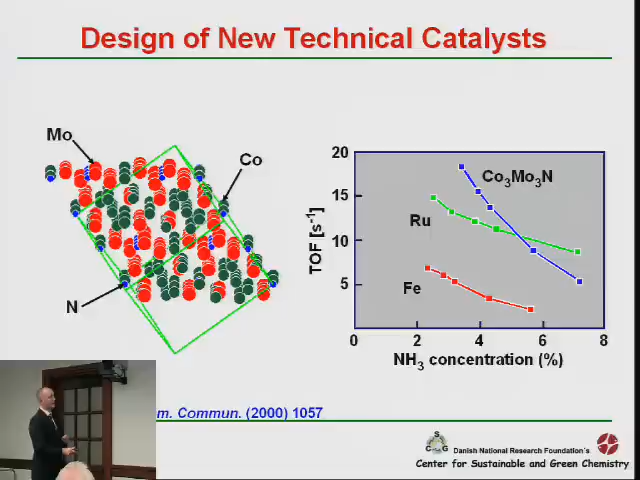 Design of New Technical Catalysts
Mo
Co
N
20
15
10
5
TOF [s⁻¹]
Co₃Mo₃N
Ru
Fe
0
2
4
6
8
NH₃ concentration (%)
m. Commun. (2000) 1057
S
C
G
Danish National Research Foundation's
Center for Sustainable and Green Chemistry